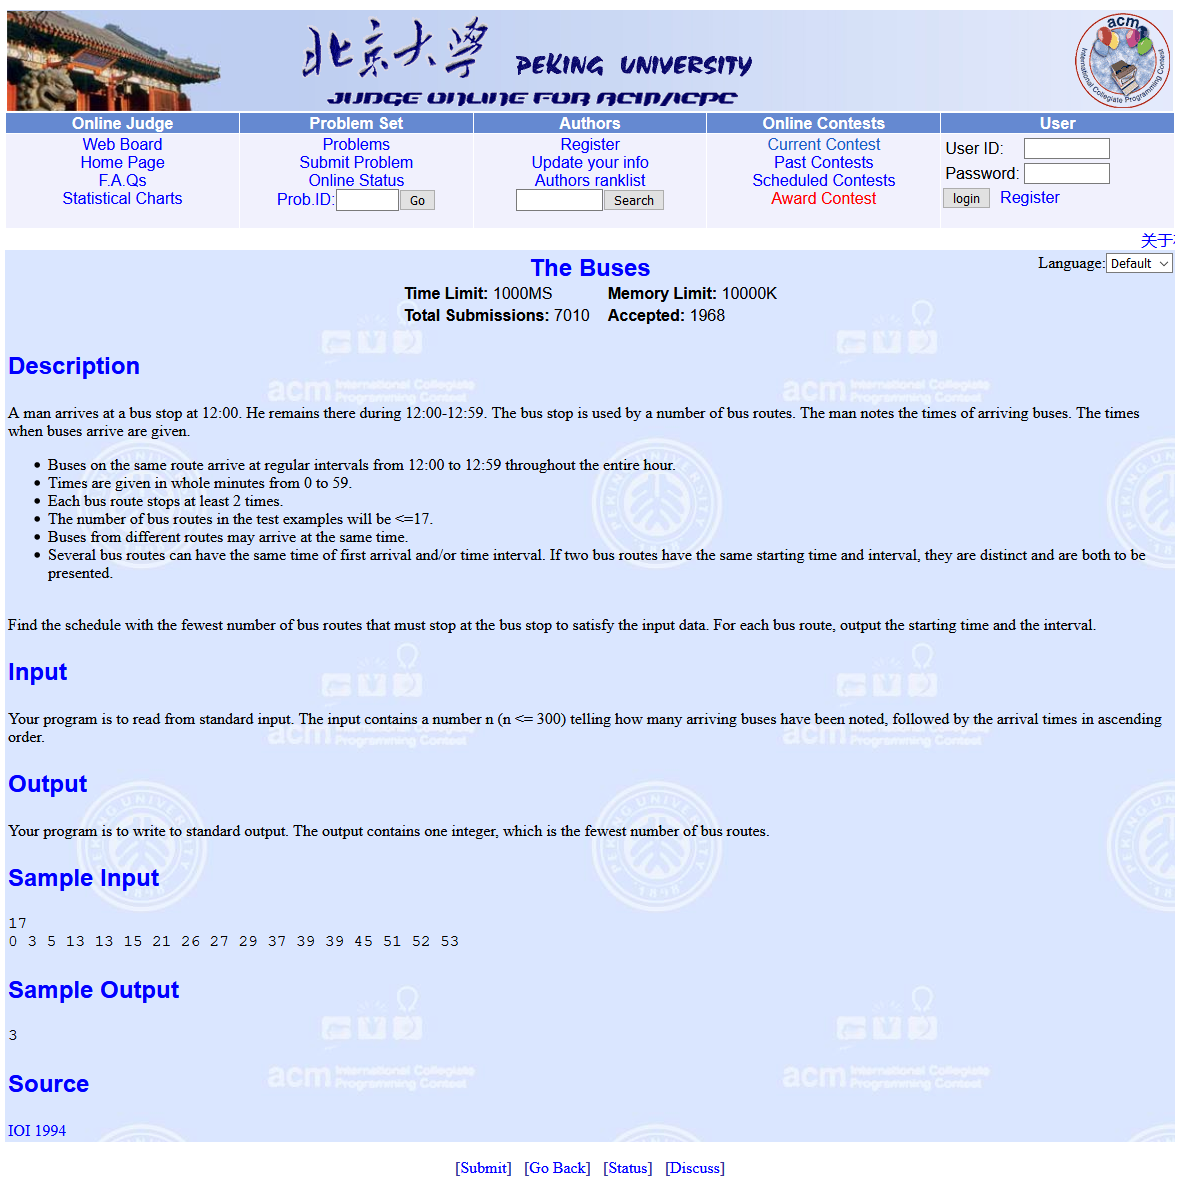 北京大學 PEKING UNIVERSITY
JUDGE ONLINE FOR ACM/ICPC
acm International Collegiate Programming Contest
Online Judge Problem Set Authors Online Contests User
Web Board Problems Register Current Contest User ID:
Home Page Submit Problem Update your info Past Contests Password:
F.A.Qs Online Status Authors ranklist Scheduled Contests
Statistical Charts Prob.ID: Go Search Award Contest login Register
关于
The Buses Language: Default
Time Limit: 1000MS Memory Limit: 10000K
Total Submissions: 7010 Accepted: 1968
Description
A man arrives at a bus stop at 12:00. He remains there during 12:00-12:59. The bus stop is used by a number of bus routes. The man notes the times of arriving buses. The times
when buses arrive are given.
• Buses on the same route arrive at regular intervals from 12:00 to 12:59 throughout the entire hour.
• Times are given in whole minutes from 0 to 59.
• Each bus route stops at least 2 times.
• The number of bus routes in the test examples will be <=17.
• Buses from different routes may arrive at the same time.
• Several bus routes can have the same time of first arrival and/or time interval. If two bus routes have the same starting time and interval, they are distinct and are both to be
presented.
Find the schedule with the fewest number of bus routes that must stop at the bus stop to satisfy the input data. For each bus route, output the starting time and the interval.
Input
Your program is to read from standard input. The input contains a number n (n <= 300) telling how many arriving buses have been noted, followed by the arrival times in ascending
order.
Output
Your program is to write to standard output. The output contains one integer, which is the fewest number of bus routes.
Sample Input
17
0 3 5 13 13 15 21 26 27 29 37 39 39 45 51 52 53
Sample Output
3
Source
IOI 1994
[Submit] [Go Back] [Status] [Discuss]